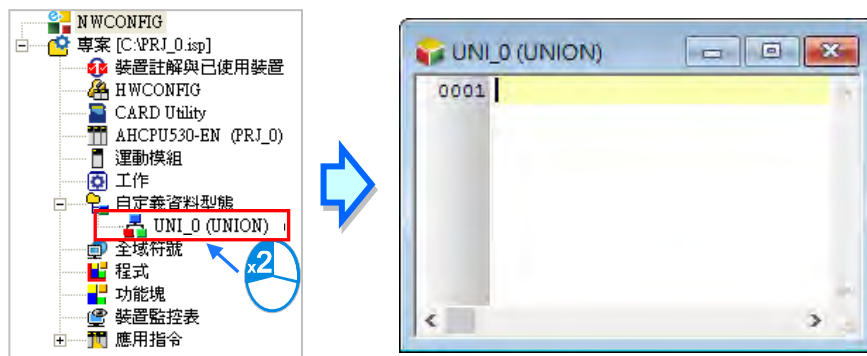 NWCONFIG
專案 [C:\PRJ_0.isp]
裝置註解與已使用裝置
HWCONFIG
CARD Utility
AHCPU530-EN (PRJ_0)
運動模組
工作
自定義資料型態
UNI_0 (UNION)
全域符號
程式
功能塊
裝置監控表
應用指令
x2
UNI_0 (UNION)
0001